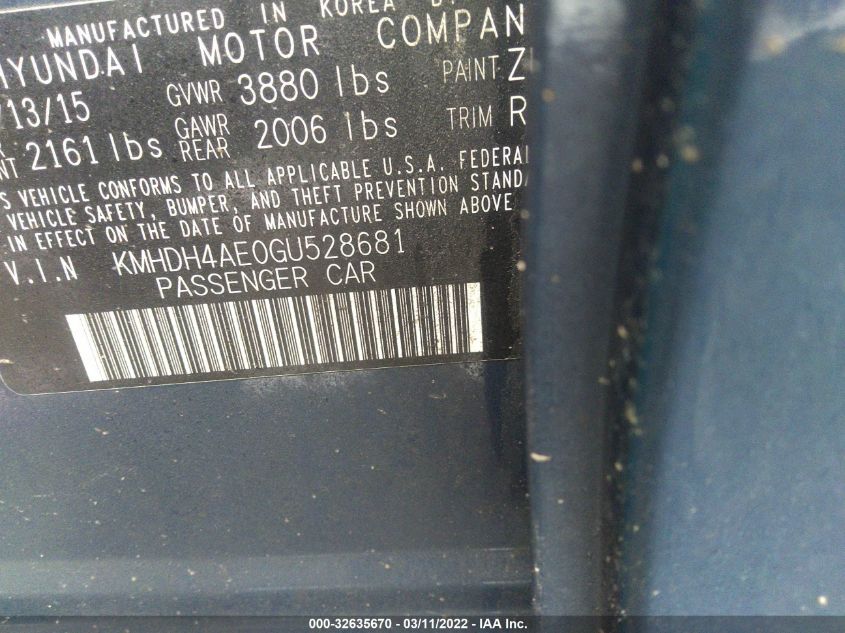 MANUFACTURED IN KOREA
HYUNDAI MOTOR COMPAN
/13/15 GVWR 3880 lbs PAINT Z
2161 lbs GAWR REAR 2006 lbs TRIM R
VEHICLE CONFORMS TO ALL APPLICABLE U.S.A. FEDERA
VEHICLE SAFETY, BUMPER, AND THEFT PREVENTION STAND
IN EFFECT ON THE DATE OF MANUFACTURE SHOWN ABOVE
V.I.N KMHDH4AE0GU528681
PASSENGER CAR
000-32635670 - 03/11/2022 - IAA Inc.